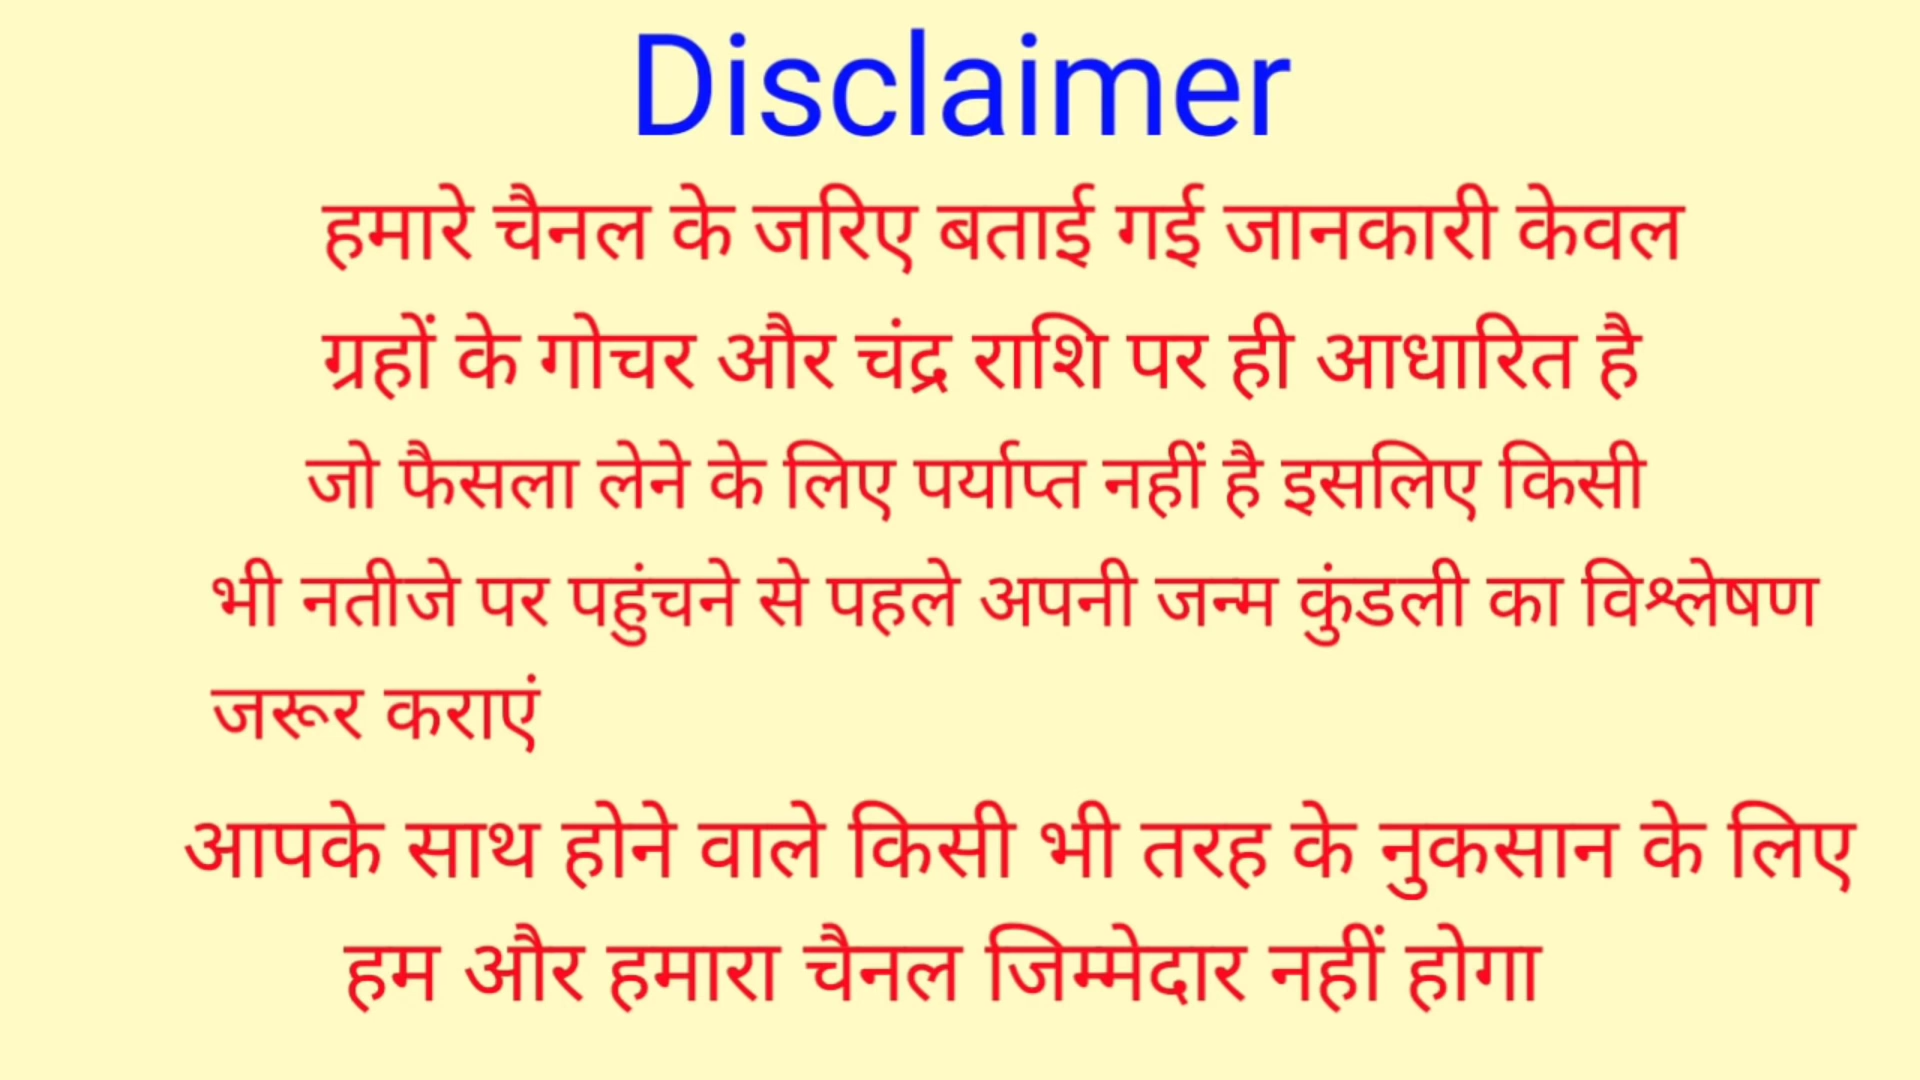 Disclaimer
हमारे चैनल के जरिए बताई गई जानकारी केवल
ग्रहों के गोचर और चंद्र राशि पर ही आधारित है
जो फैसला लेने के लिए पर्याप्त नहीं है इसलिए किसी
भी नतीजे पर पहुंचने से पहले अपनी जन्म कुंडली का विश्लेषण
जरूर कराएं
आपके साथ होने वाले किसी भी तरह के नुकसान के लिए
हम और हमारा चैनल जिम्मेदार नहीं होगा